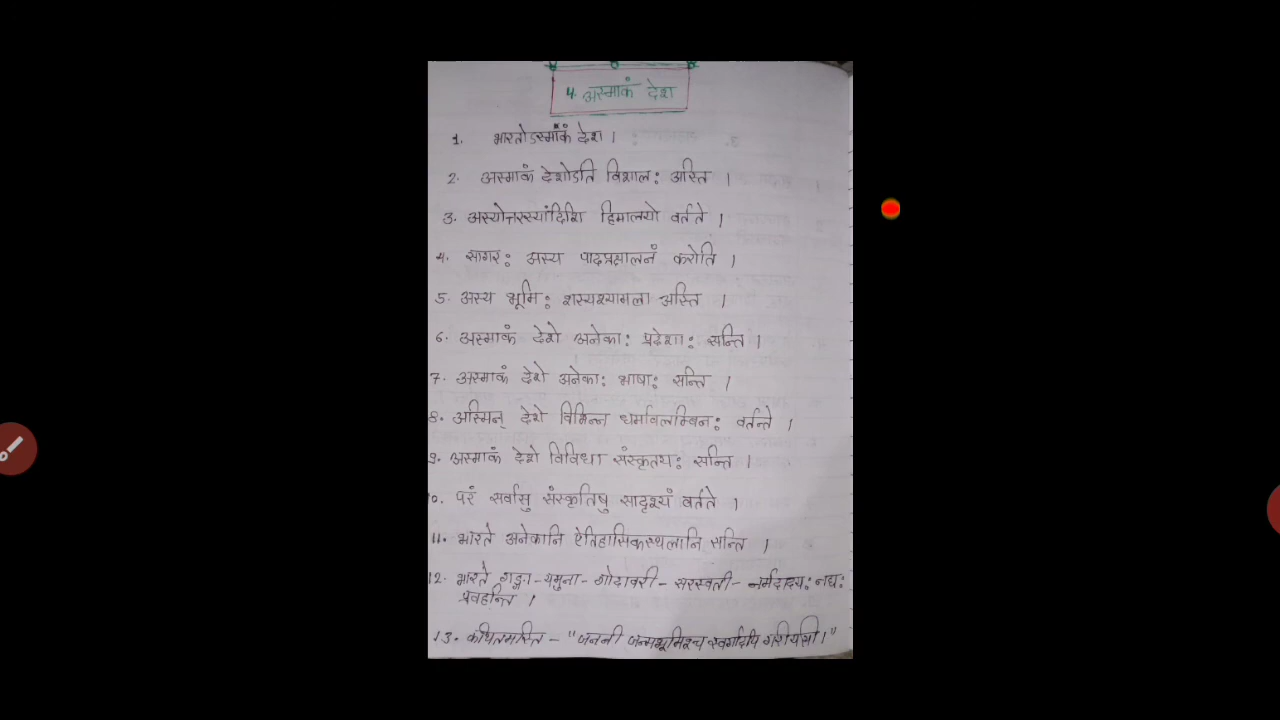 4. अस्माकं देश
1. भारतोऽस्माकं देश ।
2. अस्माकं देशोऽति विशाल: अस्ति ।
3. अस्योत्तरस्यांदिशि हिमालयो वर्तते ।
4. सागर: अस्य पादप्रक्षालनं करोति ।
5. अस्य भूमि: शस्यश्यामला अस्ति ।
6. अस्माकं देशे अनेका: प्रदेशा: सन्ति ।
7. अस्माकं देशे अनेका: भाषा: सन्ति ।
8. अस्मिन् देशे विभिन्न धर्मावलम्बिन: वर्तन्ते ।
9. अस्माकं देशे विविधा संस्कृतय: सन्ति ।
10. परं सर्वासु संस्कृतिषु सादृश्यं वर्तते ।
11. भारते अनेकानि ऐतिहासिकस्थलानि सन्ति ।
12. भारते गङ्गा-यमुना-गोदावरी-सरस्वती-नर्मदादय: नद्य:
प्रवहन्ति ।
13. कथितमस्ति - "जननी जन्मभूमिश्च स्वर्गादपि गरीयसी।"